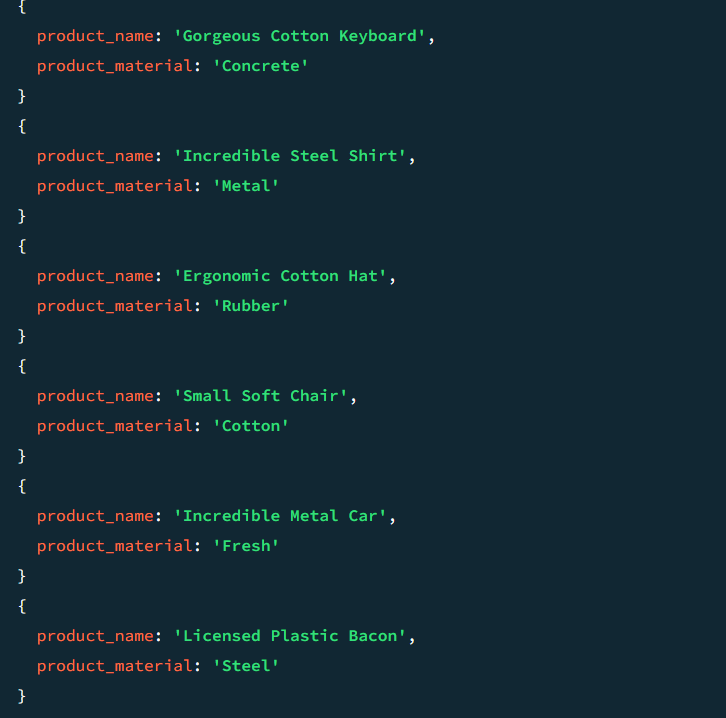 {
  product_name: 'Gorgeous Cotton Keyboard',
  product_material: 'Concrete'
}
{
  product_name: 'Incredible Steel Shirt',
  product_material: 'Metal'
}
{
  product_name: 'Ergonomic Cotton Hat',
  product_material: 'Rubber'
}
{
  product_name: 'Small Soft Chair',
  product_material: 'Cotton'
}
{
  product_name: 'Incredible Metal Car',
  product_material: 'Fresh'
}
{
  product_name: 'Licensed Plastic Bacon',
  product_material: 'Steel'
}